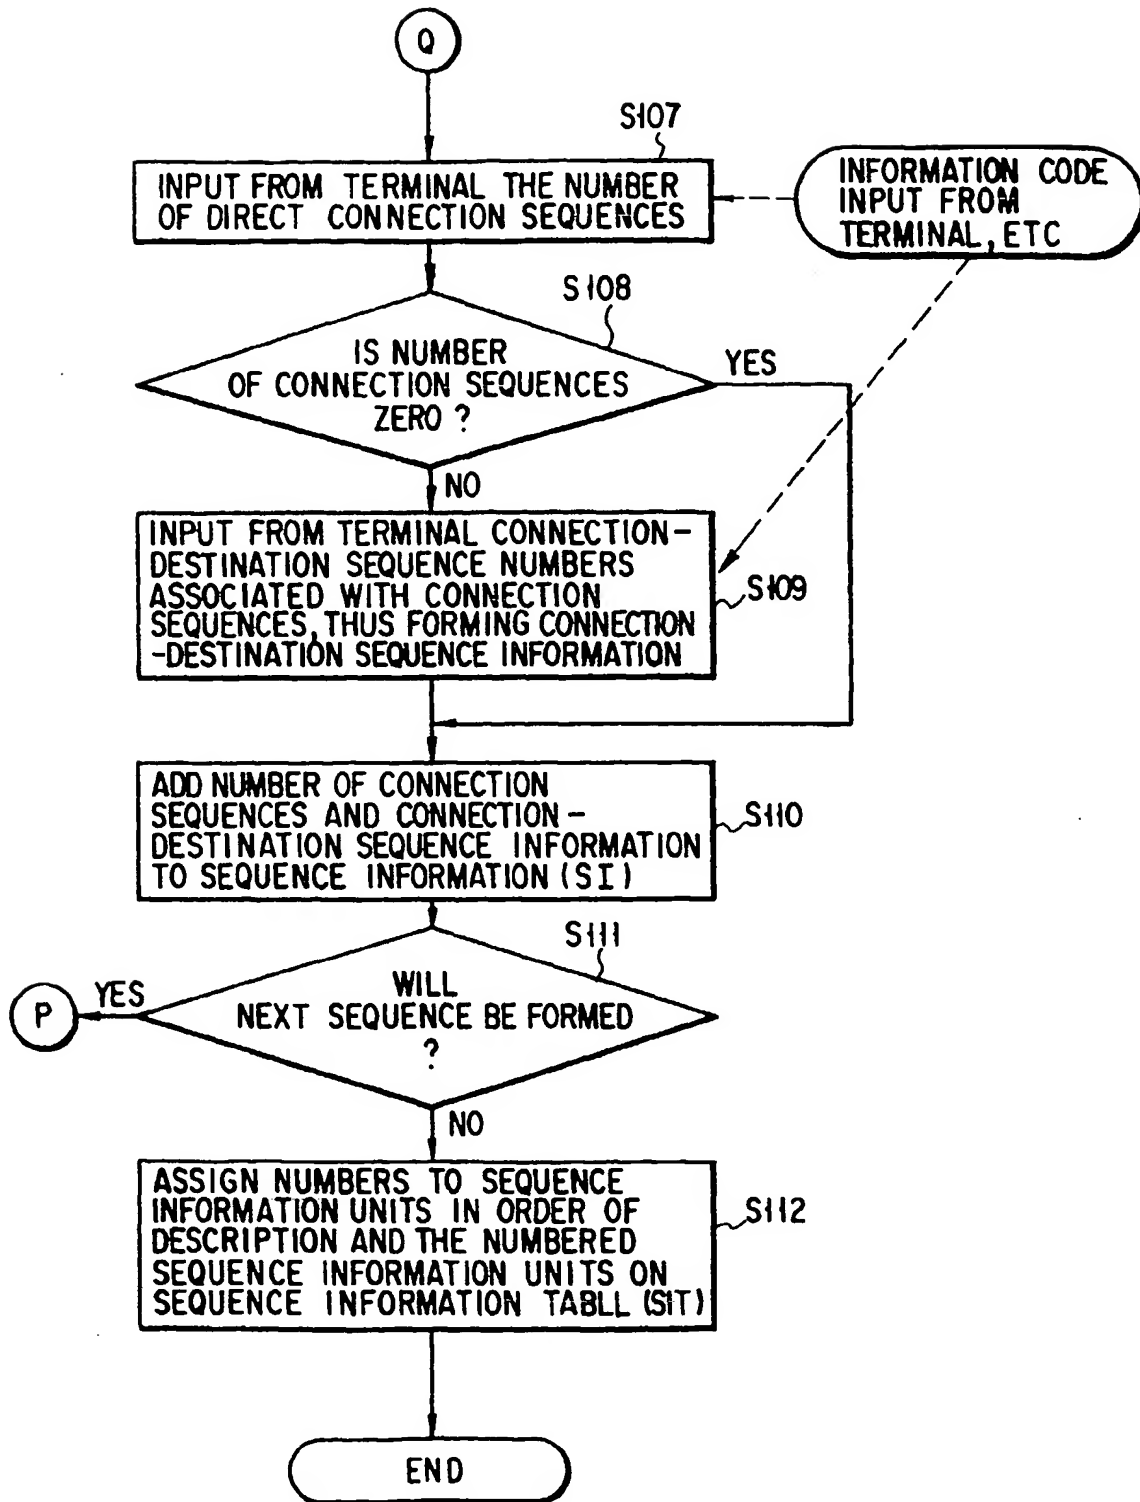 Q
S107
INPUT FROM TERMINAL THE NUMBER
OF DIRECT CONNECTION SEQUENCES
INFORMATION CODE
INPUT FROM
TERMINAL, ETC
S108
IS NUMBER
OF CONNECTION SEQUENCES
ZERO ?
YES
NO
INPUT FROM TERMINAL CONNECTION-
DESTINATION SEQUENCE NUMBERS
ASSOCIATED WITH CONNECTION
SEQUENCES, THUS FORMING CONNECTION
-DESTINATION SEQUENCE INFORMATION
S109
ADD NUMBER OF CONNECTION
SEQUENCES AND CONNECTION-
DESTINATION SEQUENCE INFORMATION
TO SEQUENCE INFORMATION (SI)
S110
S111
WILL
NEXT SEQUENCE BE FORMED
?
YES
P
NO
ASSIGN NUMBERS TO SEQUENCE
INFORMATION UNITS IN ORDER OF
DESCRIPTION AND THE NUMBERED
SEQUENCE INFORMATION UNITS ON
SEQUENCE INFORMATION TABLL (SIT)
S112
END